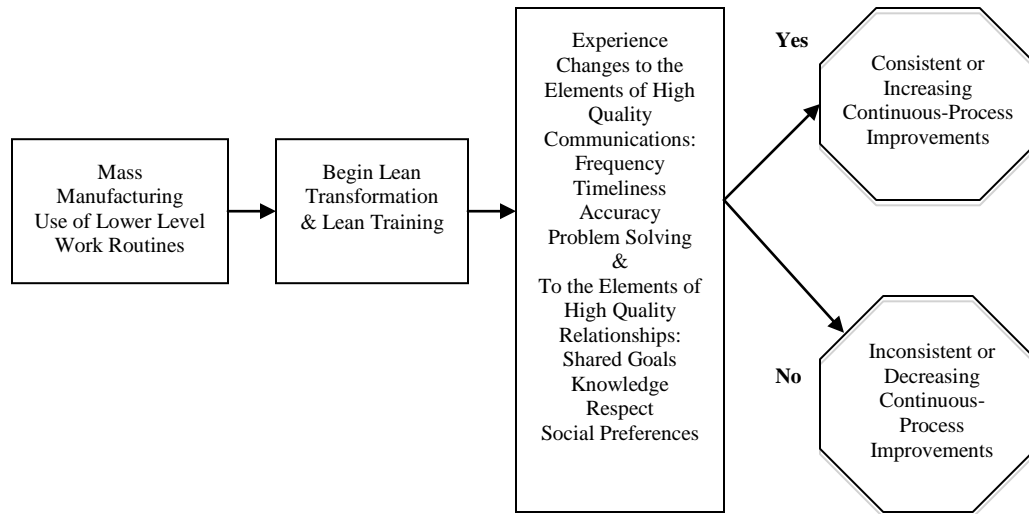 Mass
Manufacturing
Use of Lower Level
Work Routines
Begin Lean
Transformation
& Lean Training
Experience
Changes to the
Elements of High
Quality
Communications:
Frequency
Timeliness
Accuracy
Problem Solving
&
To the Elements of
High Quality
Relationships:
Shared Goals
Knowledge
Respect
Social Preferences
Yes
Consistent or
Increasing
Continuous-Process
Improvements
No
Inconsistent or
Decreasing
Continuous-
Process
Improvements